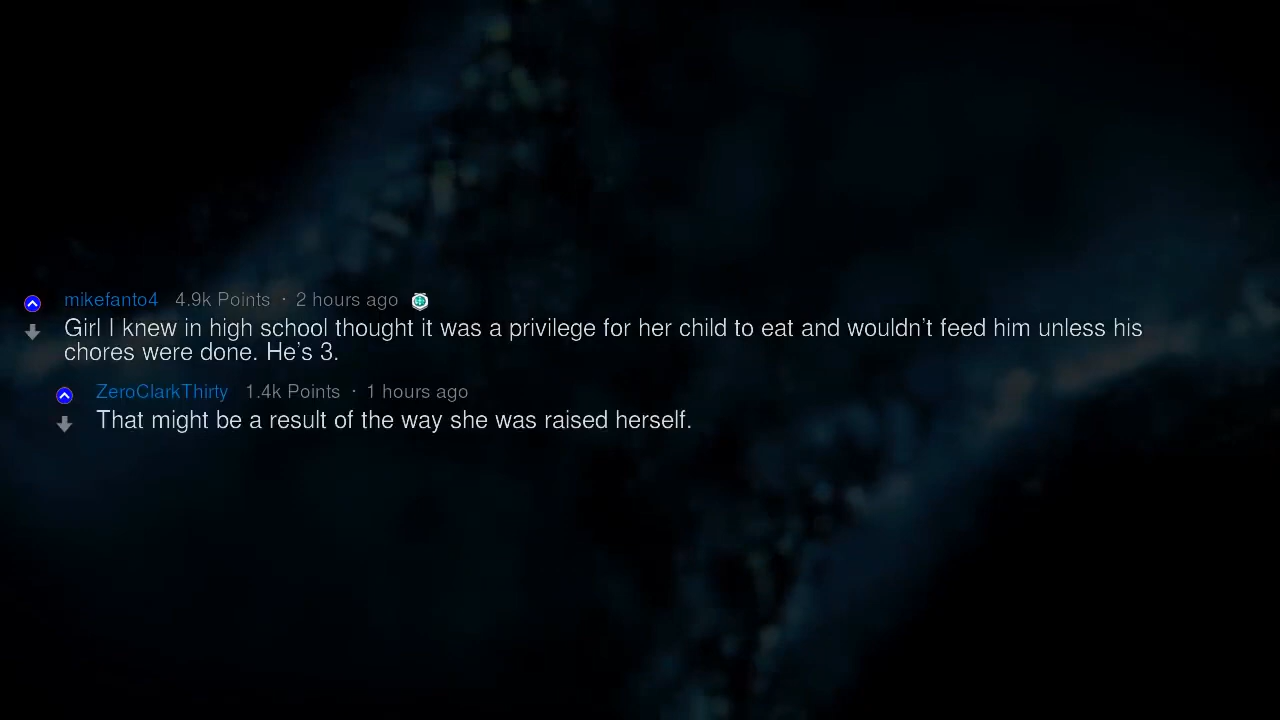 mikefanto4 4.9k Points · 2 hours ago
Girl I knew in high school thought it was a privilege for her child to eat and wouldn't feed him unless his
chores were done. He's 3.
ZeroClarkThirty 1.4k Points · 1 hours ago
That might be a result of the way she was raised herself.